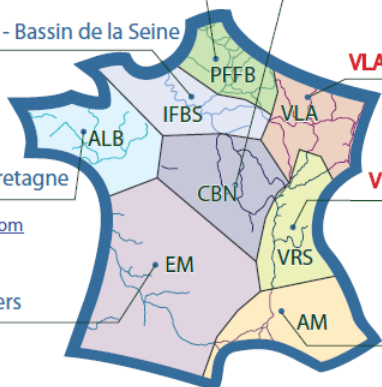 - Bassin de la Seine
PFFB
VLA
IFBS
VLA
ALB
retagne
CBN
V
om
VRS
EM
ers
AM